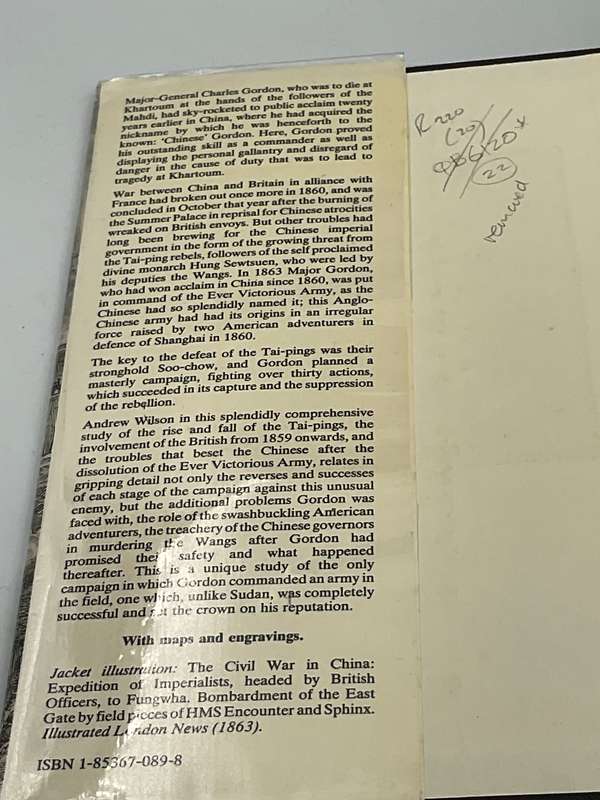 Major-General Charles Gordon, who was to die at
Khartoum at the hands of the followers of the
Mahdi, had sky-rocketed to public acclaim twenty
years earlier in China, where he had acquired the
nickname by which he was henceforth to be
known: 'Chinese' Gordon. Here, Gordon proved
his outstanding skill as a commander as well as
displaying the personal gallantry and disregard of
danger in the cause of duty that was to lead to
tragedy at Khartoum.
War between China and Britain in alliance with
France had broken out once more in 1860, and was
concluded in October that year after the burning of
the Summer Palace in reprisal for Chinese atrocities
wreaked on British envoys. But other troubles had
long been brewing for the Chinese imperial
government in the form of the growing threat from
the Tai-ping rebels, followers of the self proclaimed
divine monarch Hung Sewtsuen, who were led by
his deputies the Wangs. In 1863 Major Gordon,
who had won acclaim in China since 1860, was put
in command of the Ever Victorious Army, as the
Chinese had so splendidly named it; this Anglo-
Chinese army had had its origins in an irregular
force raised by two American adventurers in
defence of Shanghai in 1860.
The key to the defeat of the Tai-pings was their
stronghold Soo-chow, and Gordon planned a
masterly campaign, fighting over thirty actions,
which succeeded in its capture and the suppression
of the rebellion.
Andrew Wilson in this splendidly comprehensive
study of the rise and fall of the Tai-pings, the
involvement of the British from 1859 onwards, and
the troubles that beset the Chinese after the
dissolution of the Ever Victorious Army, relates in
gripping detail not only the reverses and successes
of each stage of the campaign against this unusual
enemy, but the additional problems Gordon was
faced with, the role of the swashbuckling American
adventurers, the treachery of the Chinese governors
in murdering the Wangs after Gordon had
promised their safety and what happened
thereafter. This is a unique study of the only
campaign in which Gordon commanded an army in
the field, one which, unlike Sudan, was completely
successful and set the crown on his reputation.
With maps and engravings.
Jacket illustration: The Civil War in China:
Expedition of Imperialists, headed by British
Officers, to Fungwha. Bombardment of the East
Gate by field pieces of HMS Encounter and Sphinx.
Illustrated London News (1863).
ISBN 1-85367-089-8
R220
(20)
(22)
removed